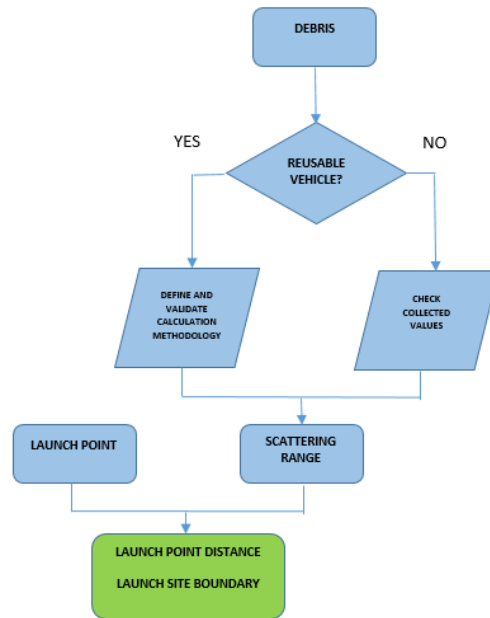 DEBRIS
YES
NO
REUSABLE
VEHICLE?
DEFINE AND
VALIDATE
CALCULATION
METHODOLOGY
CHECK
COLLECTED
VALUES
LAUNCH POINT
SCATTERING
RANGE
LAUNCH POINT DISTANCE
LAUNCH SITE BOUNDARY